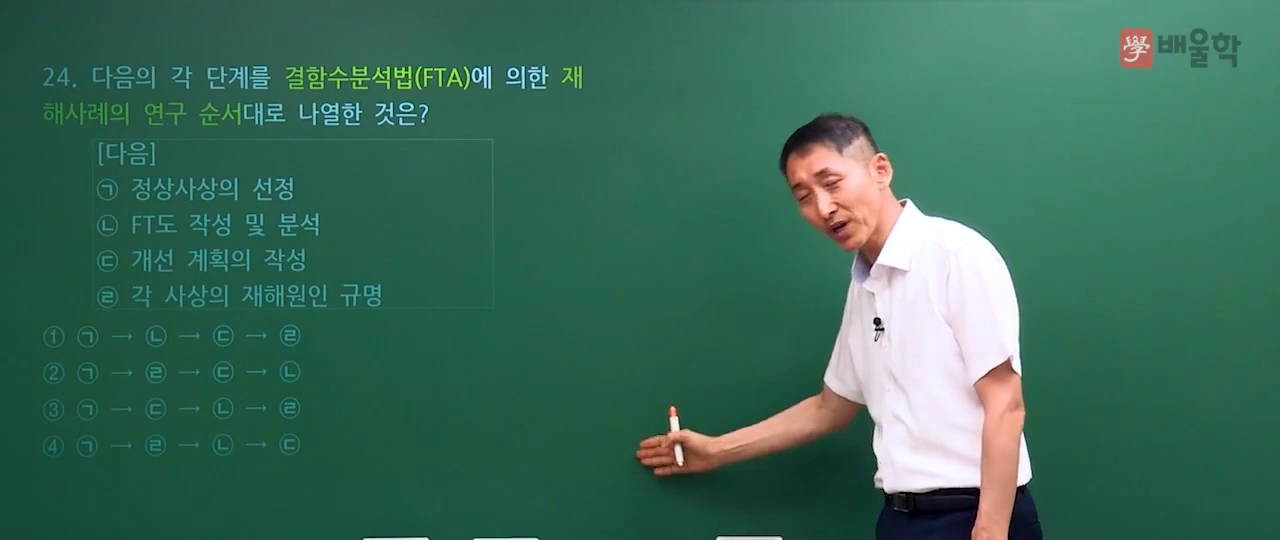 學 배울학
24. 다음의 각 단계를 결함수분석법(FTA)에 의한 재
해사례의 연구 순서대로 나열한 것은?
[다음]
㉠ 정상사상의 선정
㉡ FT도 작성 및 분석
㉢ 개선 계획의 작성
㉣ 각 사상의 재해원인 규명
① ㉠ → ㉡ → ㉢ → ㉣
② ㉠ → ㉣ → ㉢ → ㉡
③ ㉠ → ㉢ → ㉡ → ㉣
④ ㉠ → ㉣ → ㉡ → ㉢